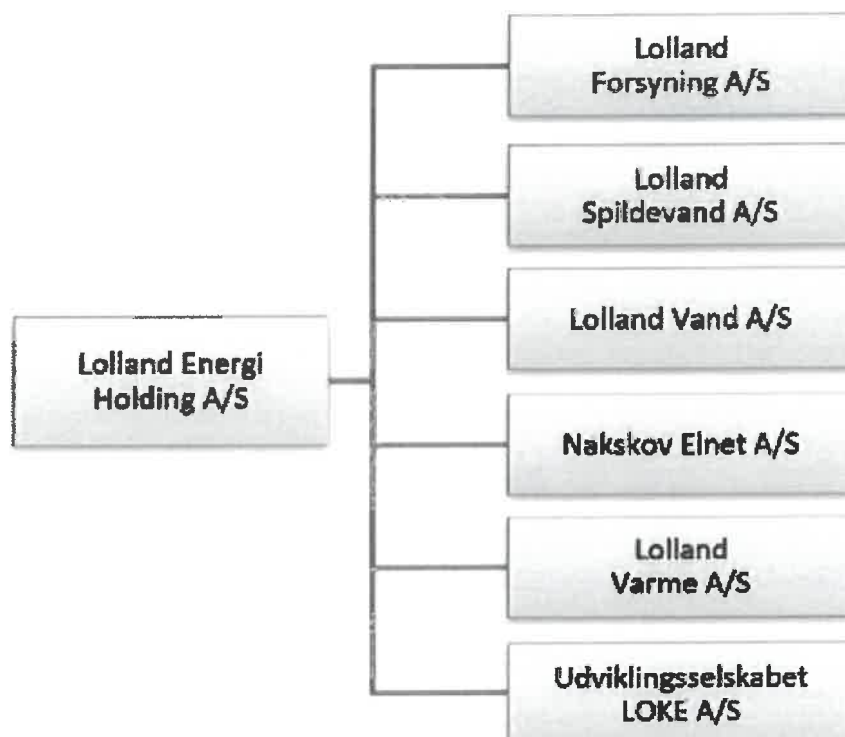 Lolland
Forsyning A/S
Lolland
Spildevand A/S
Lolland Vand A/S
Lolland Energi
Holding A/S
Nakskov Elnet A/S
Lolland
Varme A/S
Udviklingsselskabet
LOKE A/S